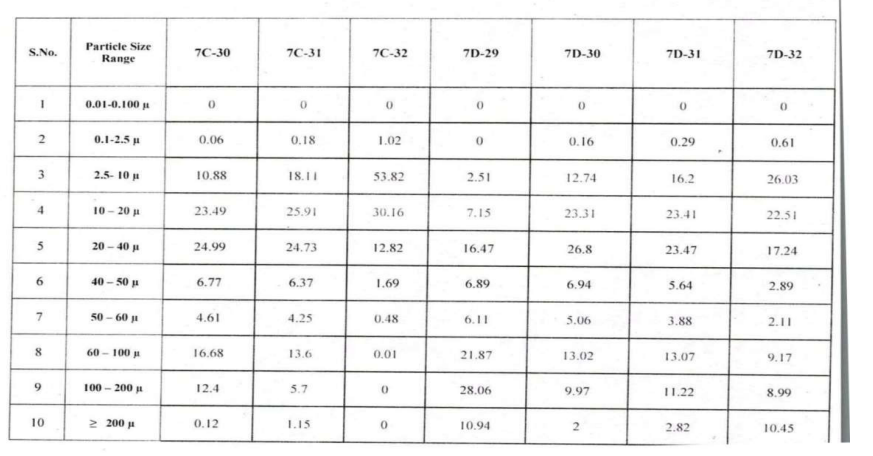 S.No. Particle Size Range 7C-30 7C-31 7C-32 7D-29 7D-30 7D-31 7D-32
1 0.01-0.100 µ 0 0 0 0 0 0 0
2 0.1-2.5 µ 0.06 0.18 1.02 0 0.16 0.29 0.61
3 2.5- 10 µ 10.88 18.11 53.82 2.51 12.74 16.2 26.03
4 10 – 20 µ 23.49 25.91 30.16 7.15 23.31 23.41 22.51
5 20 – 40 µ 24.99 24.73 12.82 16.47 26.8 23.47 17.24
6 40 – 50 µ 6.77 6.37 1.69 6.89 6.94 5.64 2.89
7 50 – 60 µ 4.61 4.25 0.48 6.11 5.06 3.88 2.11
8 60 – 100 µ 16.68 13.6 0.01 21.87 13.02 13.07 9.17
9 100 – 200 µ 12.4 5.7 0 28.06 9.97 11.22 8.99
10 ≥ 200 µ 0.12 1.15 0 10.94 2 2.82 10.45